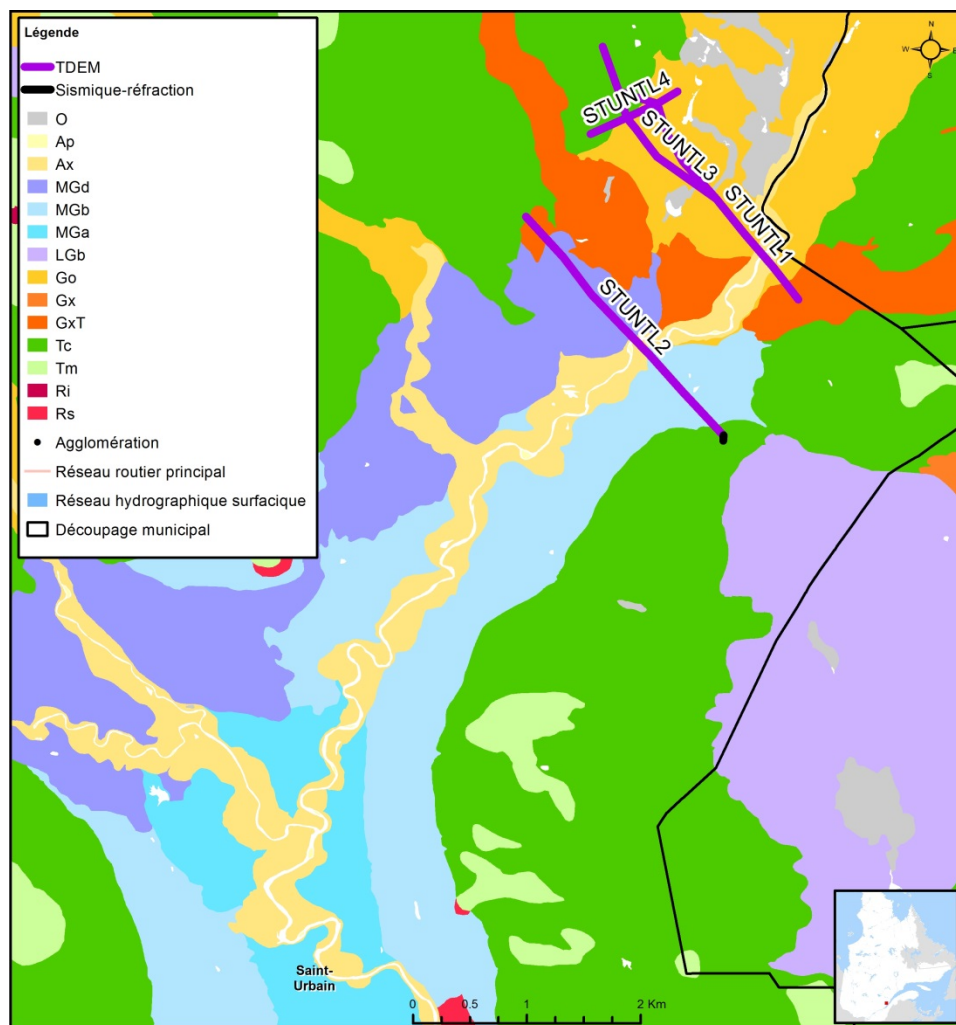 Légende
TDEM
Sismique-réfraction
O
Ap
Ax
MGd
MGb
MGa
LGb
Go
Gx
GxT
Tc
Tm
Ri
Rs
Agglomération
Réseau routier principal
Réseau hydrographique surfacique
Découpage municipal
N
W
E
S
STUNTL4
STUNTL3
STUNTL1
STUNTL2
Saint-
Urbain
0 0.5 1 2 Km